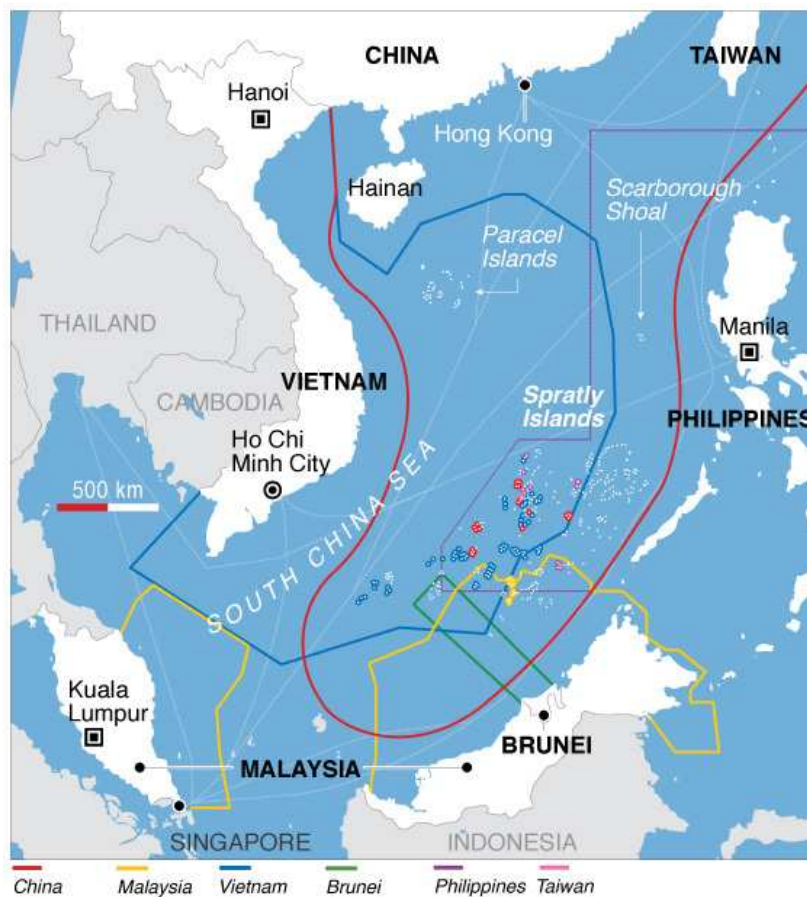 CHINA
TAIWAN
Hanoi
Hong Kong
Hainan
Scarborough
Shoal
Paracel
Islands
THAILAND
Manila
VIETNAM
CAMBODIA
Spratly
Islands
PHILIPPINES
Ho Chi
Minh City
500 km
SOUTH CHINA SEA
Kuala
Lumpur
BRUNEI
MALAYSIA
SINGAPORE
INDONESIA
China
Malaysia
Vietnam
Brunei
Philippines
Taiwan